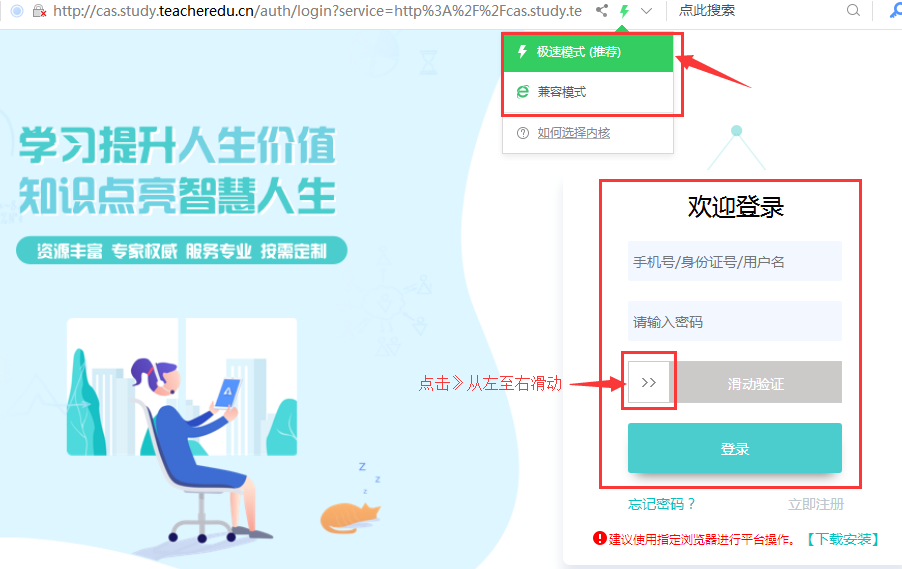 http://cas.study.teacheredu.cn/auth/login?service=http%3A%2F%2Fcas.study.te
点此搜索
极速模式 (推荐)
兼容模式
如何选择内核
学习提升人生价值
知识点亮智慧人生
资源丰富 专家权威 服务专业 按需定制
欢迎登录
手机号/身份证号/用户名
请输入密码
点击》从左至右滑动
>>
滑动验证
登录
忘记密码？
立即注册
建议使用指定浏览器进行平台操作。【下载安装】
z
z
z